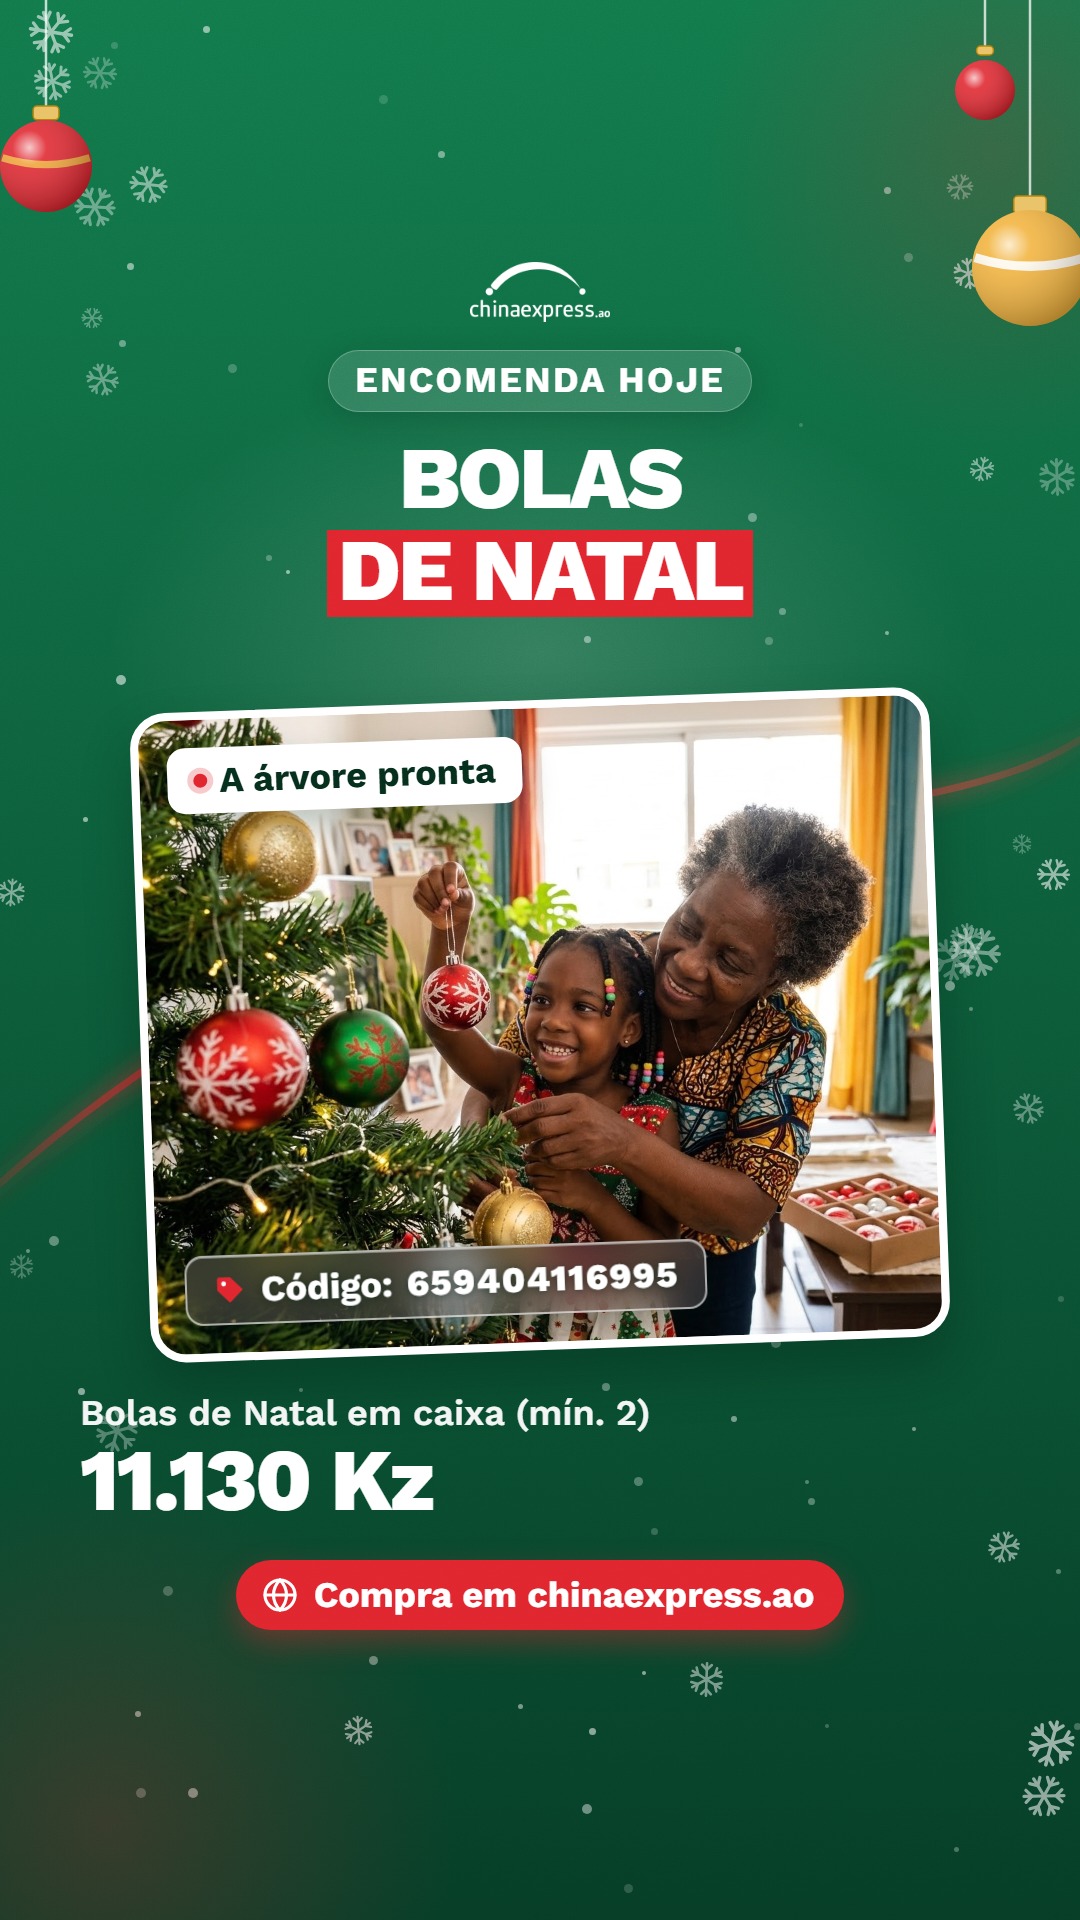 chinaexpress.ao
ENCOMENDA HOJE
BOLAS
DE NATAL
A árvore pronta
Código: 659404116995
Bolas de Natal em caixa (mín. 2)
11.130 Kz
Compra em chinaexpress.ao